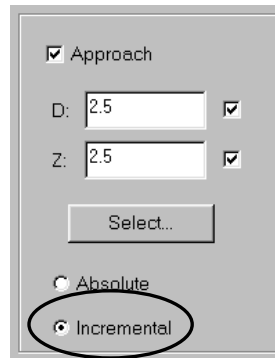 Approach
D: 2.5
Z: 2.5
Select...
Absolute
Incremental